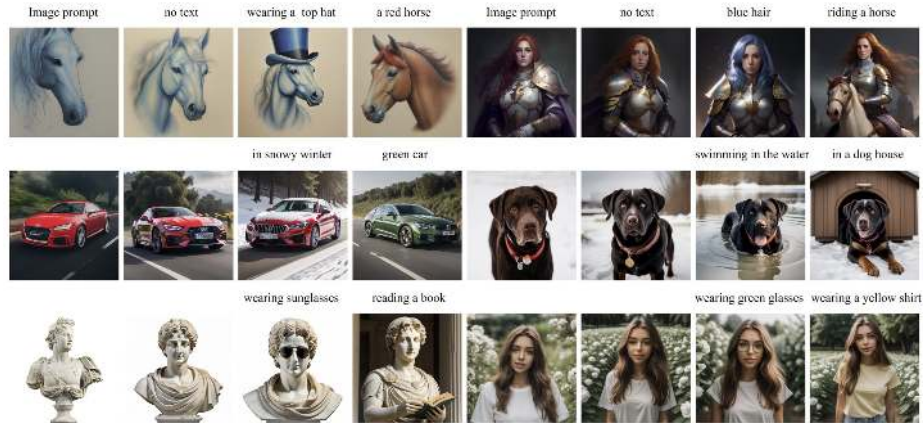 Image prompt
no text
wearing a top hat
a red horse
Image prompt
no text
blue hair
riding a horse
in snowy winter
green car
swimming in the water
in a dog house
wearing sunglasses
reading a book
wearing green glasses
wearing a yellow shirt